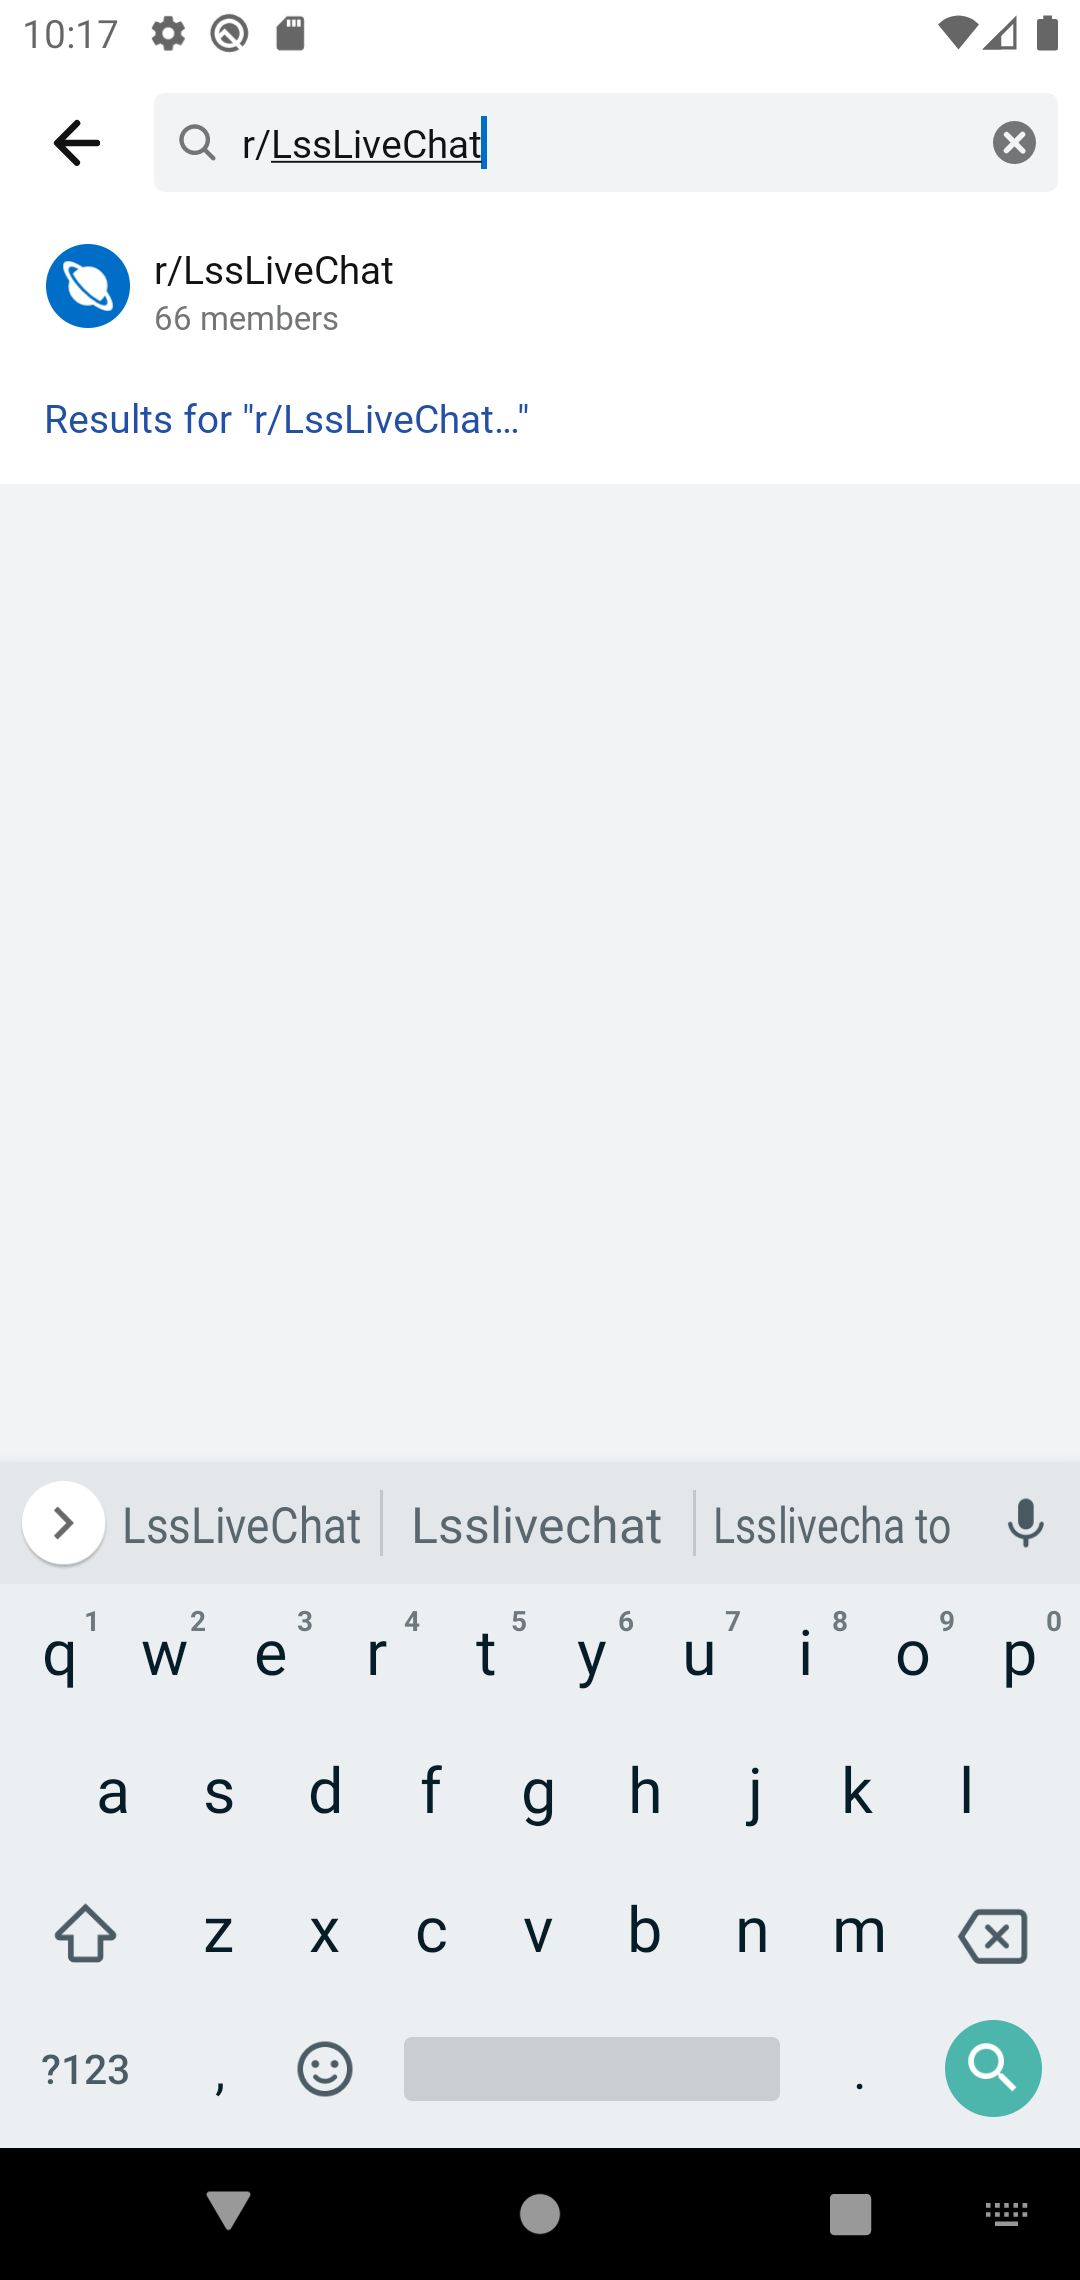 10:17
r/LssLiveChat
r/LssLiveChat
66 members
Results for "r/LssLiveChat..."
LssLiveChat Lsslivechat Lsslivecha to
1 2 3 4 5 6 7 8 9 0
q w e r t y u i o p
a s d f g h j k l
z x c v b n m
?123 , .